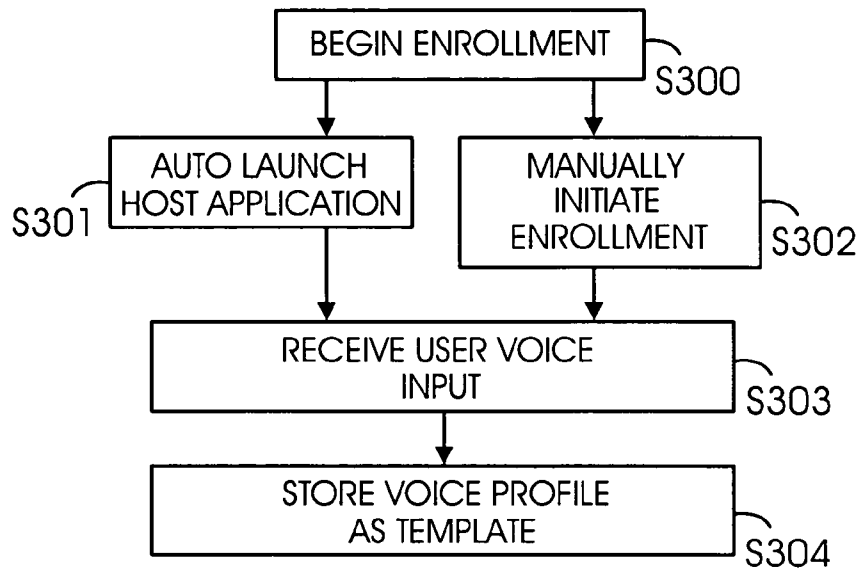 BEGIN ENROLLMENT
S300
AUTO LAUNCH
HOST APPLICATION
S301
MANUALLY
INITIATE
ENROLLMENT
S302
RECEIVE USER VOICE
INPUT
S303
STORE VOICE PROFILE
AS TEMPLATE
S304